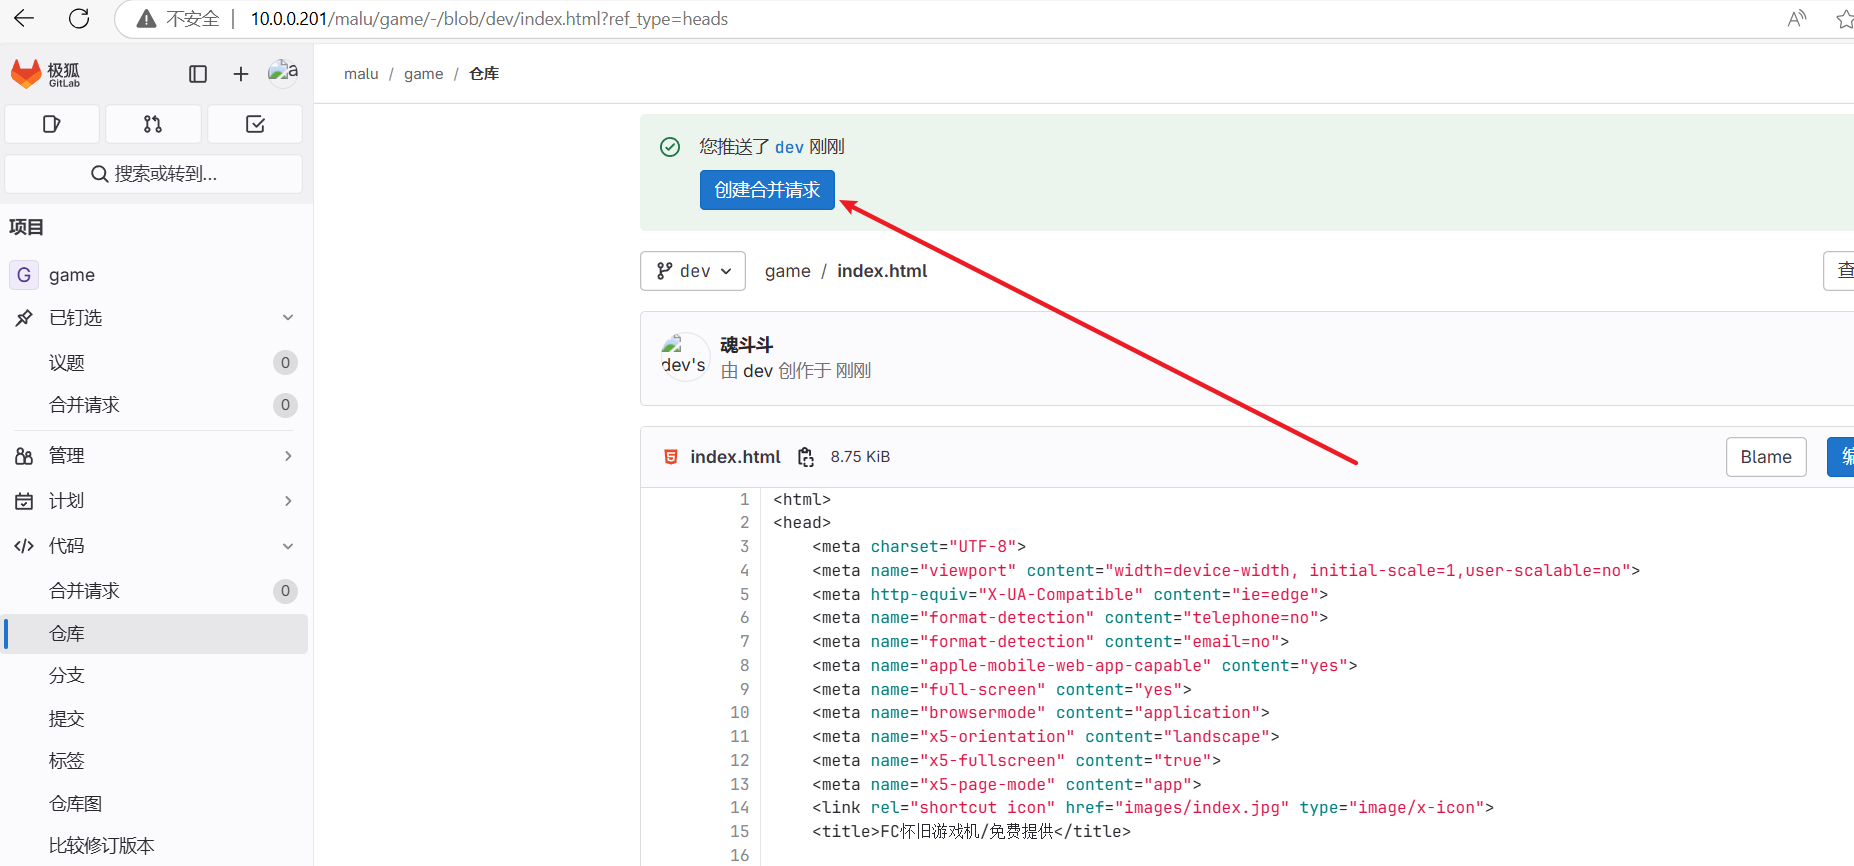 不安全 | 10.0.0.201/malu/game/-/blob/dev/index.html?ref_type=heads
极狐
GitLab
a
搜索或转到...
项目
G game
已钉选
议题 0
合并请求 0
管理
计划
代码
合并请求 0
仓库
分支
提交
标签
仓库图
比较修订版本
malu / game / 仓库
您推送了 dev 刚刚
创建合并请求
dev game / index.html
查
dev's
魂斗斗
由 dev 创作于 刚刚
index.html 8.75 KiB
Blame
编
1 <html>
2 <head>
3 <meta charset="UTF-8">
4 <meta name="viewport" content="width=device-width, initial-scale=1,user-scalable=no">
5 <meta http-equiv="X-UA-Compatible" content="ie=edge">
6 <meta name="format-detection" content="telephone=no">
7 <meta name="format-detection" content="email=no">
8 <meta name="apple-mobile-web-app-capable" content="yes">
9 <meta name="full-screen" content="yes">
10 <meta name="browsermode" content="application">
11 <meta name="x5-orientation" content="landscape">
12 <meta name="x5-fullscreen" content="true">
13 <meta name="x5-page-mode" content="app">
14 <link rel="shortcut icon" href="images/index.jpg" type="image/x-icon">
15 <title>FC怀旧游戏机/免费提供</title>
16